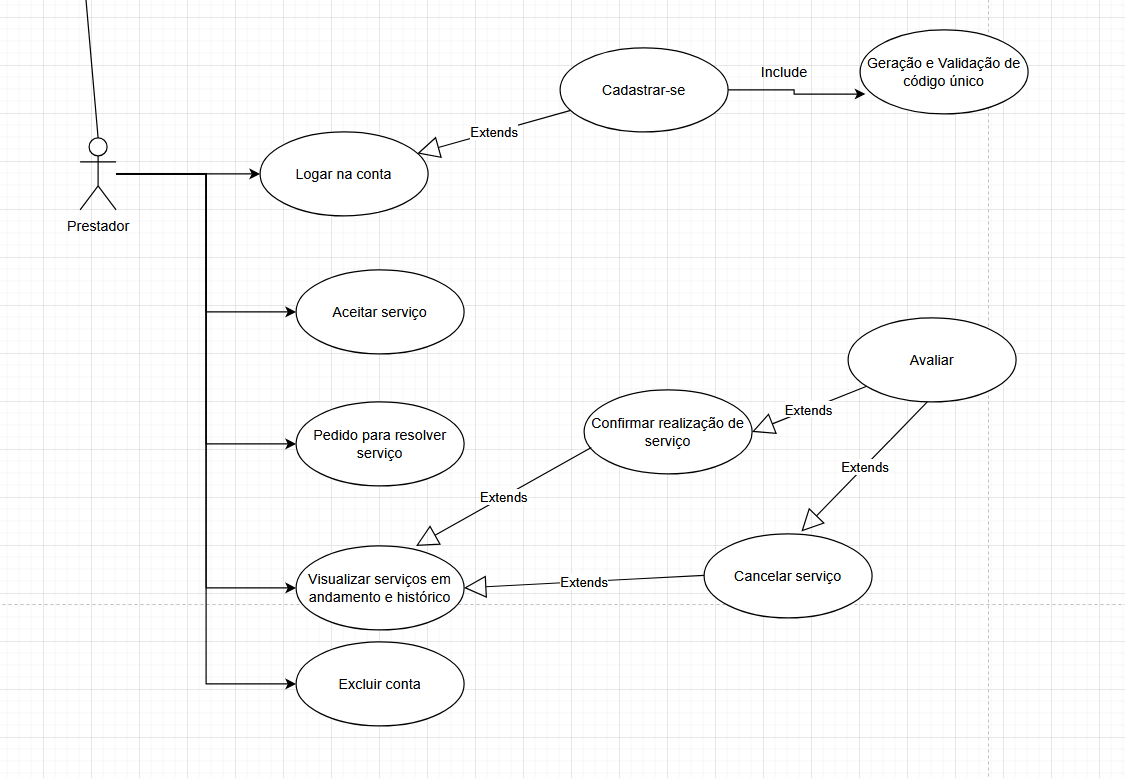 Geração e Validação de
código único
Include
Cadastrar-se
Extends
Logar na conta
Prestador
Aceitar serviço
Avaliar
Extends
Confirmar realização de
serviço
Pedido para resolver
serviço
Extends
Extends
Visualizar serviços em
andamento e histórico
Extends
Cancelar serviço
Excluir conta